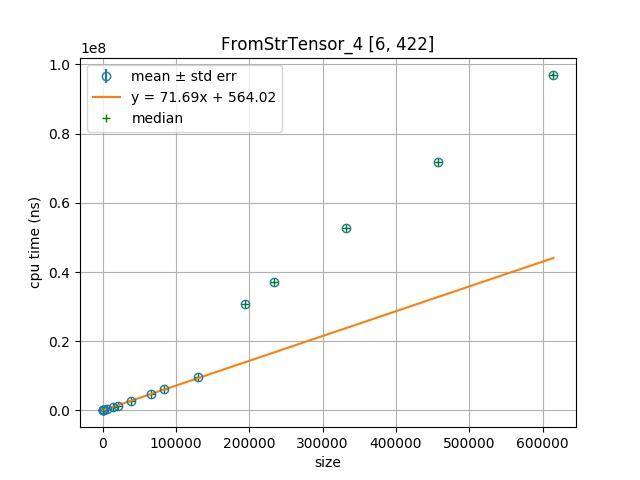 FromStrTensor_4 [6, 422]
1e8
mean ± std err
y = 71.69x + 564.02
median
1.0
0.8
0.6
0.4
0.2
0.0
cpu time (ns)
0 100000 200000 300000 400000 500000 600000
size